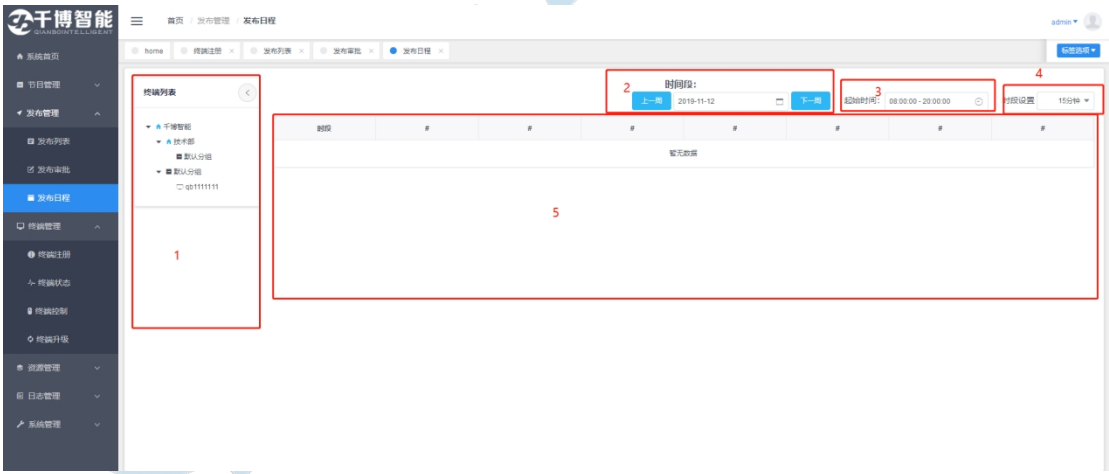 千博智能
QIANBOINTELLIGENT
首页 / 发布管理 / 发布日程
admin
home
终端注册 ×
发布列表 ×
发布审批 ×
发布日程 ×
标签选项
系统首页
节目管理
发布管理
发布列表
发布审批
发布日程
终端管理
终端注册
终端状态
终端控制
终端升级
资源管理
日志管理
系统管理
终端列表
千博智能
技术部
默认分组
默认分组
qb1111111
1
2
时间段:
上一周 2019-11-12 下一周
3
起始时间: 08:00:00 - 20:00:00
4
时段设置 15分钟
时段 # # # # # # #
暂无数据
5